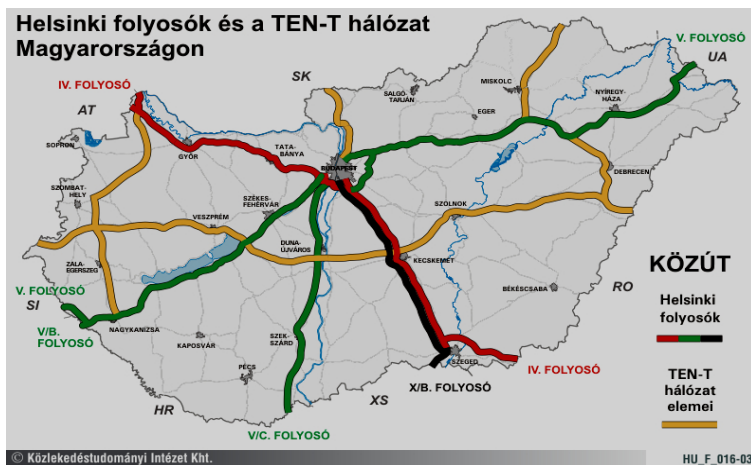 Helsinki folyosók és a TEN-T hálózat
Magyarországon
V. FOLYOSÓ
UA
SK
IV. FOLYOSÓ
AT
MISKOLC
SALGÓ-
TARJÁN
NYÍREGY-
HÁZA
EGER
SOPRON
GYŐR
TATA-
BÁNYA
BUDAPEST
DEBRECEN
SZOMBAT-
HELY
SZÉKES-
FEHÉRVÁR
VESZPRÉM
SZOLNOK
DUNA-
ÚJVÁROS
KECSKEMÉT
ZALA-
EGERSZEG
KÖZÚT
RO
V. FOLYOSÓ
SI
BÉKÉSCSABA
Helsinki
folyosók
V/B.
FOLYOSÓ
NAGYKANIZSA
KAPOSVÁR
SZEK-
SZÁRD
PÉCS
SZEGED
IV. FOLYOSÓ
X/B. FOLYOSÓ
TEN-T
hálózat
elemei
HR
XS
V/C. FOLYOSÓ
© Közlekedéstudományi Intézet Kht.
HU_F_016-03